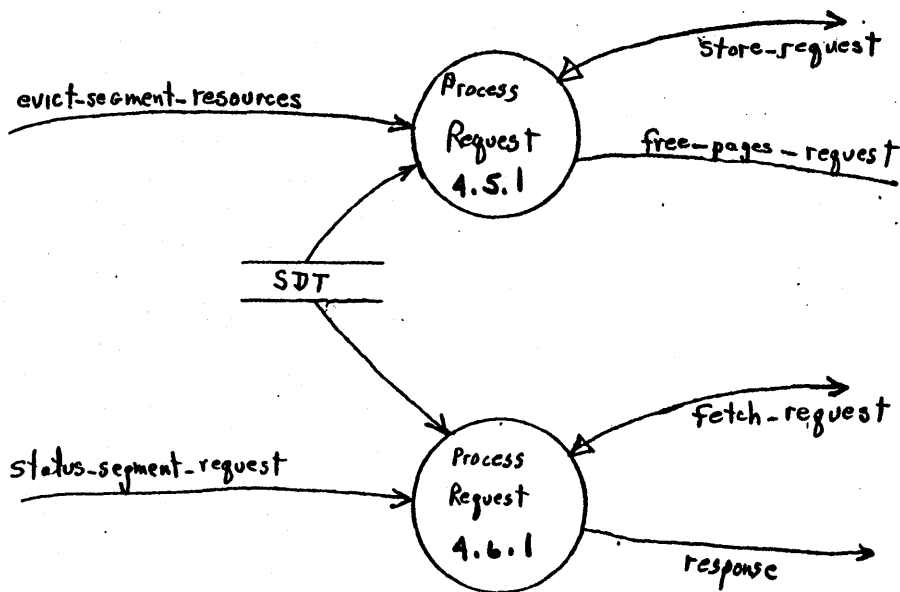 store_request
evict-segment-resources
Process
Request
4.5.1
free-pages-request
SDT
fetch-request
status-segment-request
Process
Request
4.6.1
response